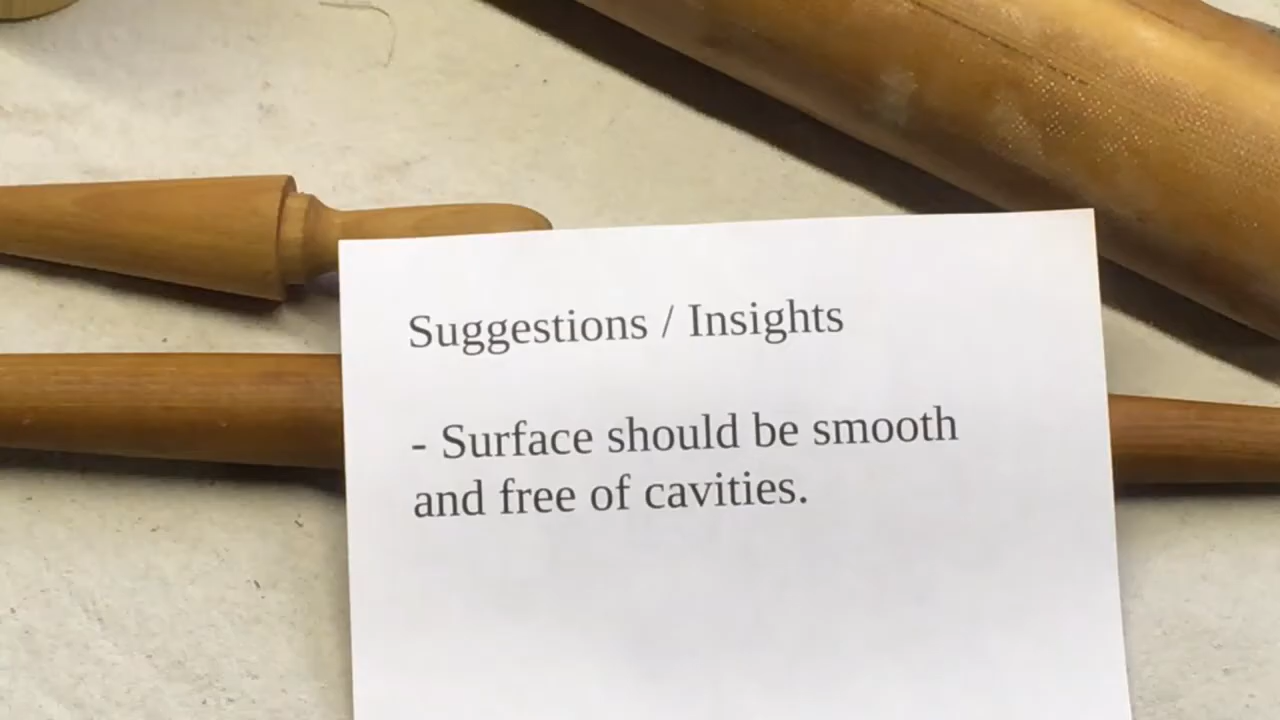 Suggestions / Insights
- Surface should be smooth
and free of cavities.